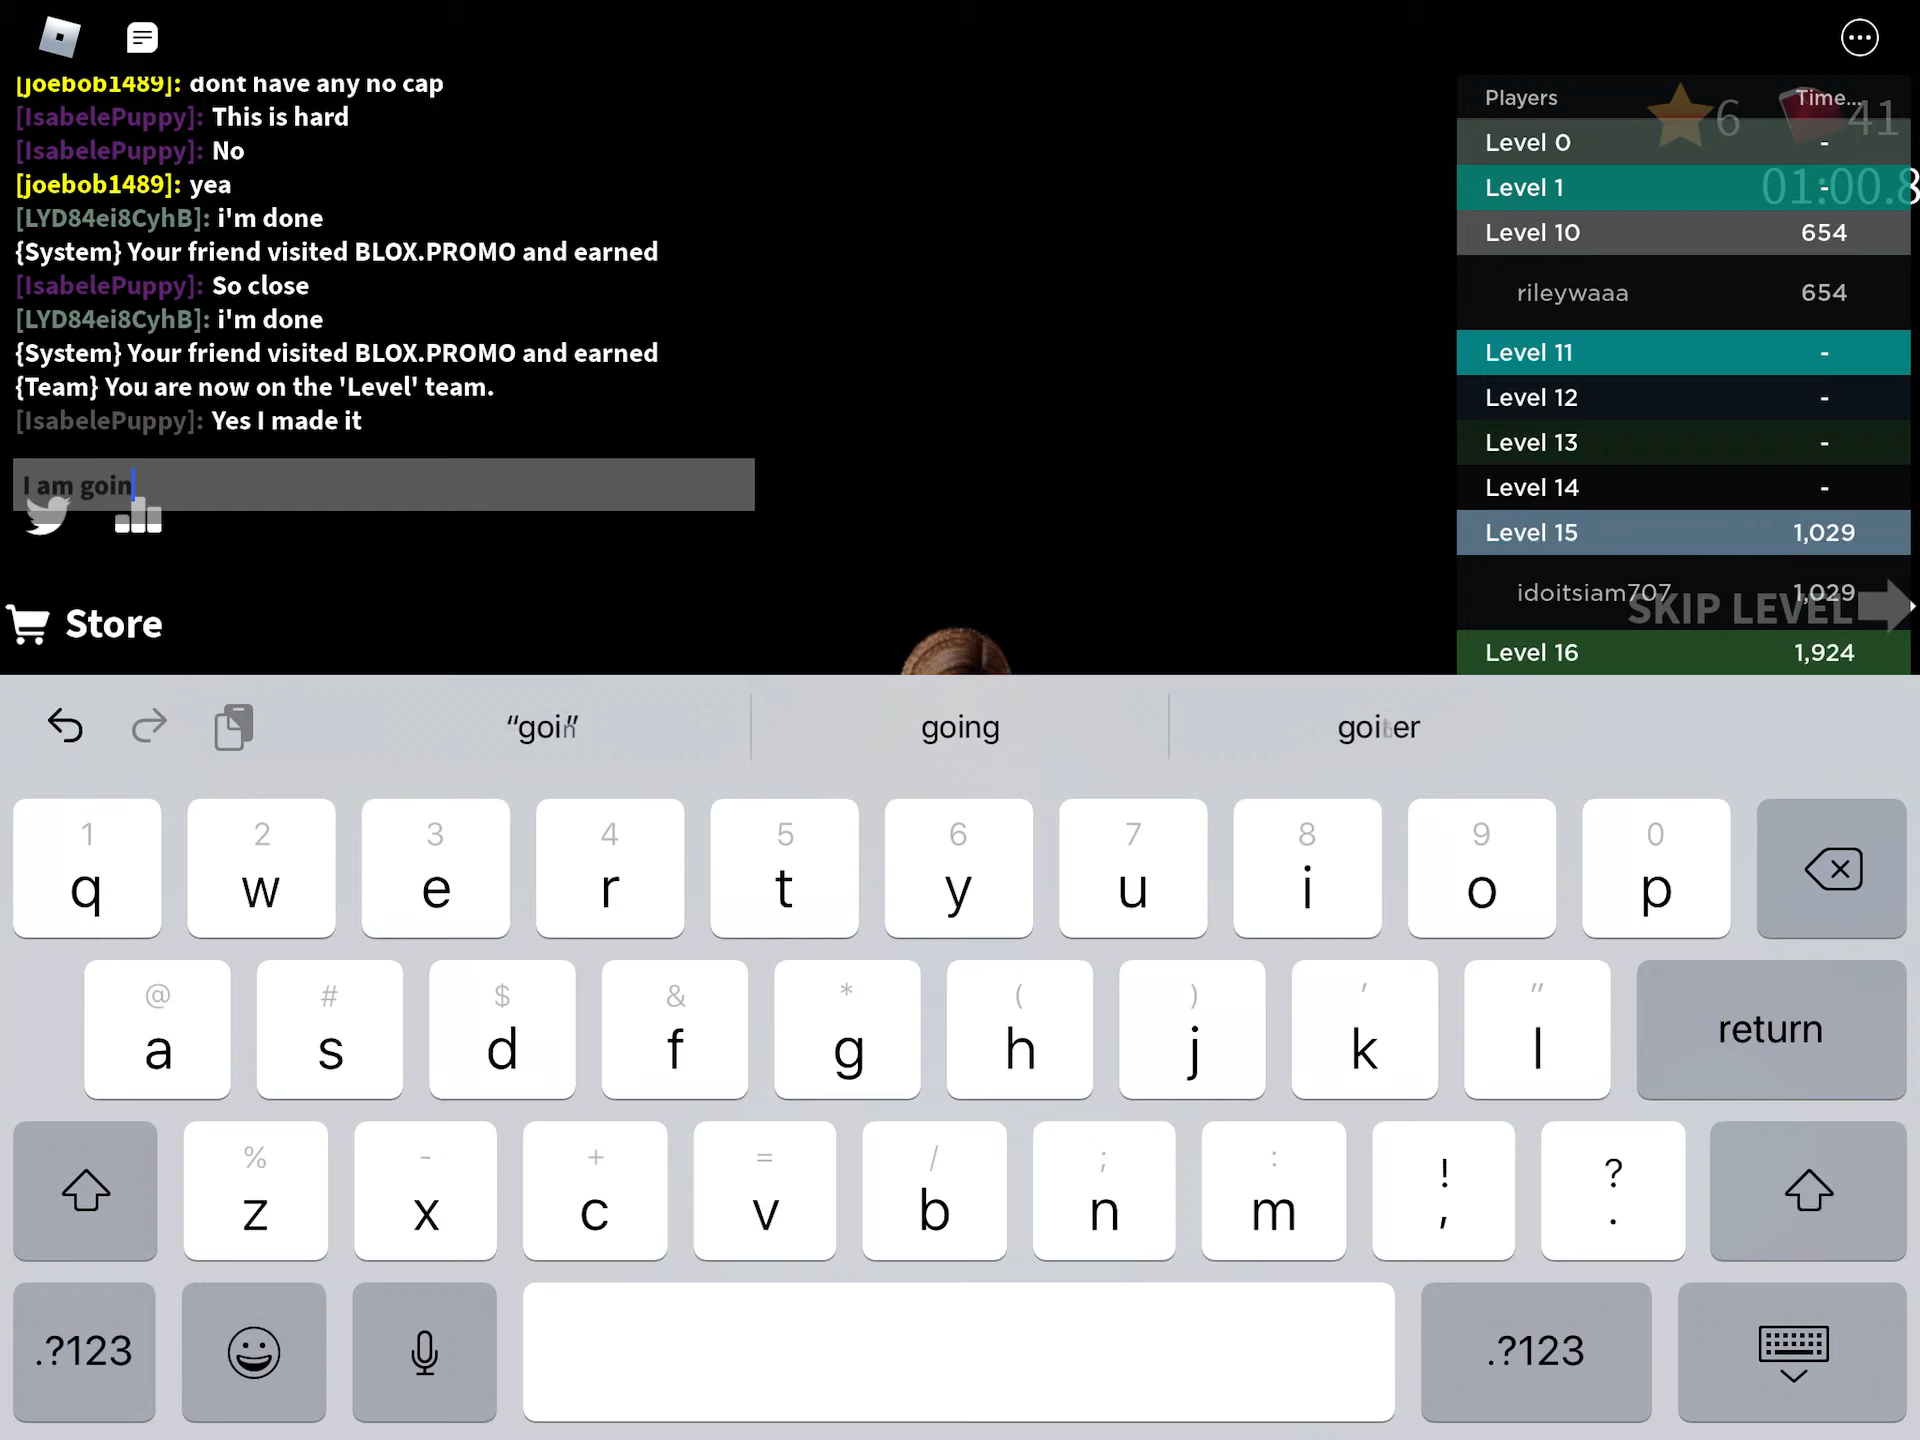 [joebob1489]: dont have any no cap
[IsabelePuppy]: This is hard
[IsabelePuppy]: No
[joebob1489]: yea
[LYD84ei8CyhB]: i'm done
{System} Your friend visited BLOX.PROMO and earned
[IsabelePuppy]: So close
[LYD84ei8CyhB]: i'm done
{System} Your friend visited BLOX.PROMO and earned
{Team} You are now on the 'Level' team.
[IsabelePuppy]: Yes I made it
I am goin
Store
Players Time...
6 41
Level 0 -
Level 1 -
01:00.8
Level 10 654
rileywaaa 654
Level 11 -
Level 12 -
Level 13 -
Level 14 -
Level 15 1,029
idoitsiam707 1,029
SKIP LEVEL
Level 16 1,924
“goin” going goiter
1 2 3 4 5 6 7 8 9 0
q w e r t y u i o p
@ # $ & * ( ) ' "
a s d f g h j k l return
% - + = / ; : ! ?
z x c v b n m , .
.?123 .?123